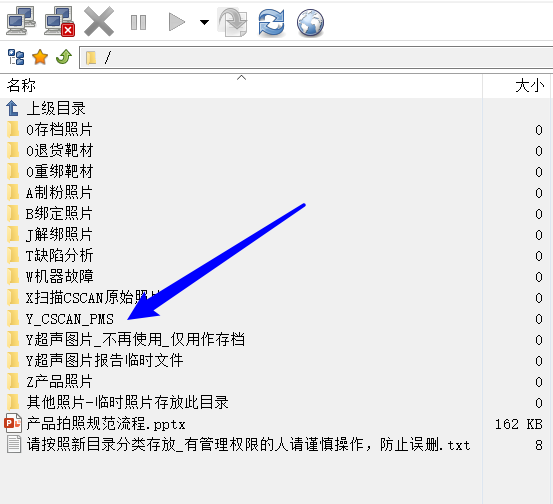 /
名称 大小
上级目录
0存档照片 0
0退货靶材 0
0重绑靶材 0
A制粉照片 0
B绑定照片 0
J解绑照片 0
T缺陷分析 0
W机器故障 0
X扫描CSCAN原始照片 0
Y_CSCAN_PMS 0
Y超声图片_不再使用_仅用作存档 0
Y超声图片报告临时文件 0
Z产品照片 0
其他照片-临时照片存放此目录 0
产品拍照规范流程.pptx 162 KB
请按照新目录分类存放_有管理权限的人请谨慎操作，防止误删.txt 8